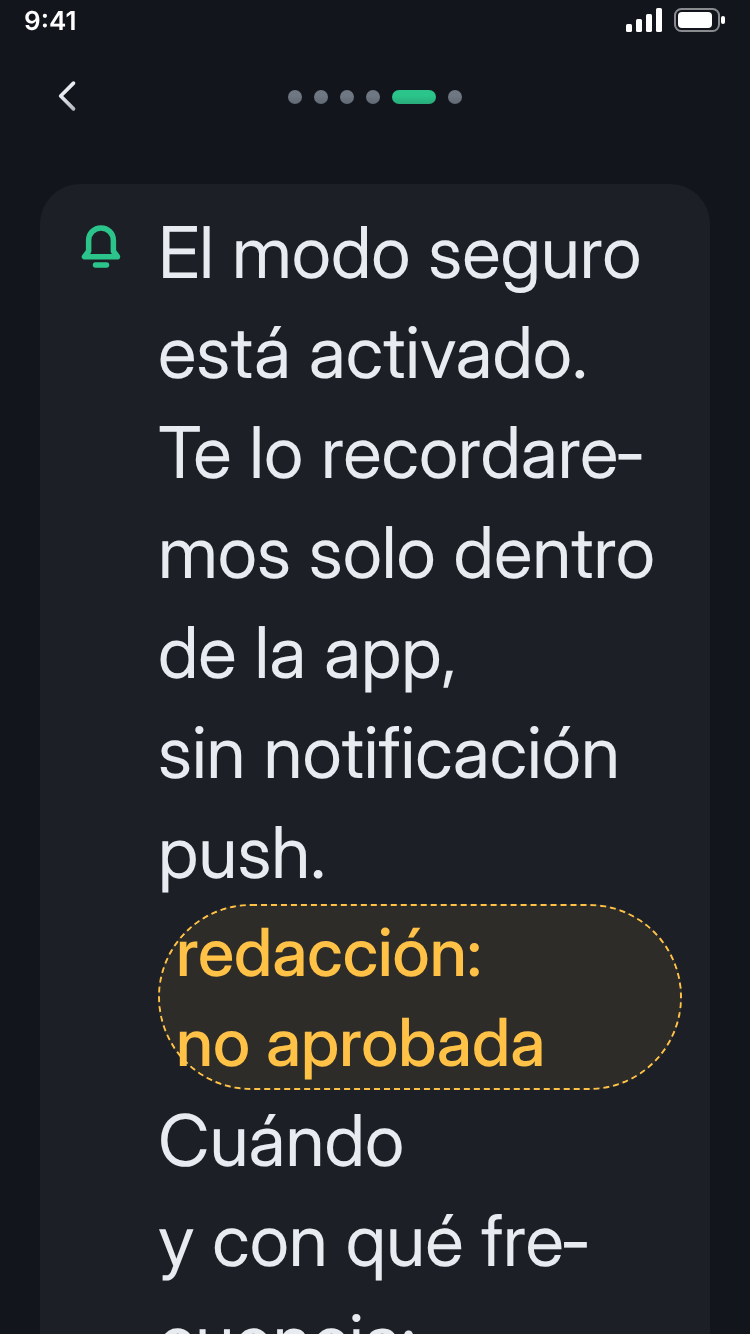 9:41
El modo seguro
está activado.
Te lo recordare-
mos solo dentro
de la app,
sin notificación
push.
redacción:
no aprobada
Cuándo
y con qué fre-
cuencia: